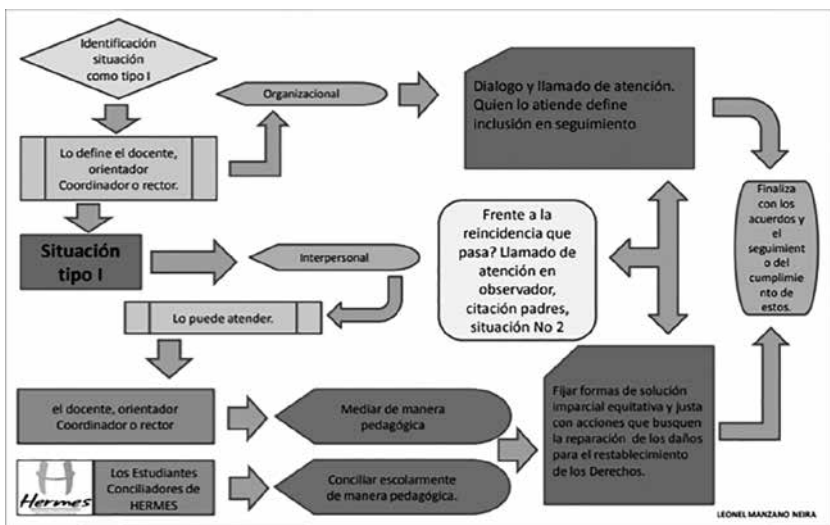 Identificación
situación
como tipo I
Organizacional
Dialogo y llamado de atención.
Quien lo atiende define
inclusión en seguimiento
Lo define el docente,
orientador
Coordinador o rector.
Situación
tipo I
Interpersonal
Frente a la
reincidencia que
pasa? Llamado de
atención en
observador,
citación padres,
situación No 2
Finaliza
con los
acuerdos y
el
seguimient
o del
cumplimie
nto de
estos.
Lo puede atender.
el docente, orientador
Coordinador o rector
Mediar de manera
pedagógica
Fijar formas de solución
imparcial equitativa y justa
con acciones que busquen
la reparación de los daños
para el restablecimiento
de los Derechos.
Hermes
Los Estudiantes
Conciliadores de
HERMES
Conciliar escolarmente
de manera pedagógica.
LEONEL MANZANO NEIRA